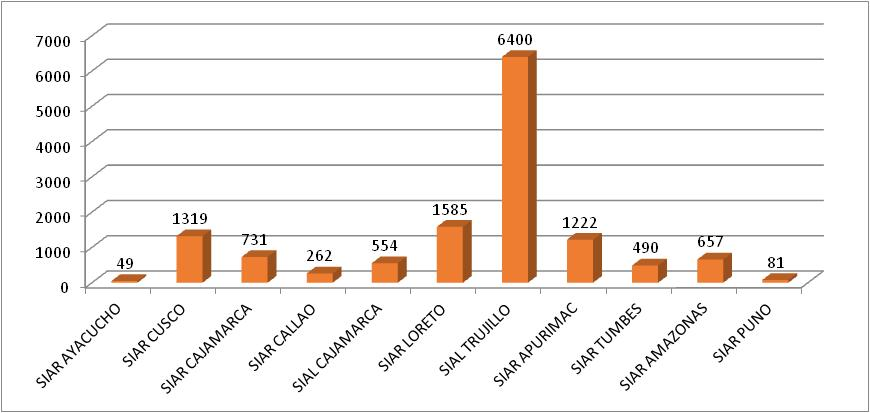 7000
6000
5000
4000
3000
2000
1000
0
49
1319
731
262
554
1585
6400
1222
490
657
81
SIAR AYACUCHO
SIAR CUSCO
SIAR CAJAMARCA
SIAR CALLAO
SIAL CAJAMARCA
SIAR LORETO
SIAL TRUJILLO
SIAR APURIMAC
SIAR TUMBES
SIAR AMAZONAS
SIAR PUNO